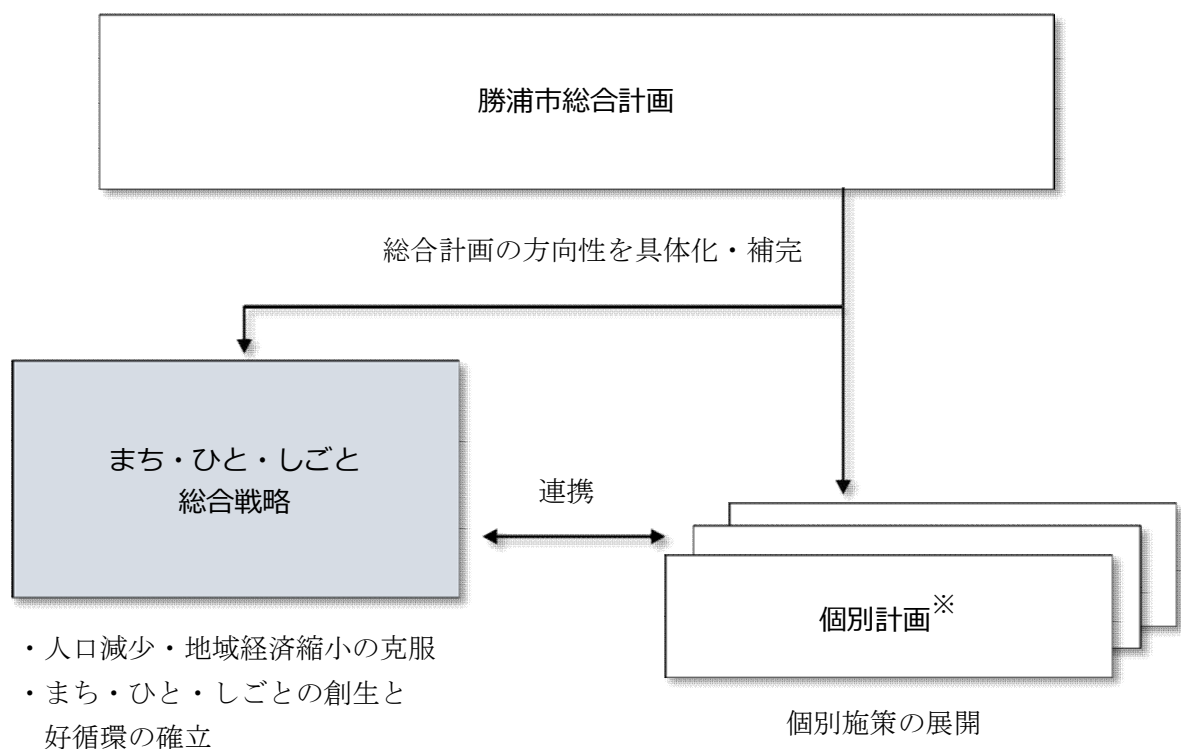 勝浦市総合計画
総合計画の方向性を具体化・補完
まち・ひと・しごと
総合戦略
連携
個別計画※
・人口減少・地域経済縮小の克服
・まち・ひと・しごとの創生と
好循環の確立
個別施策の展開